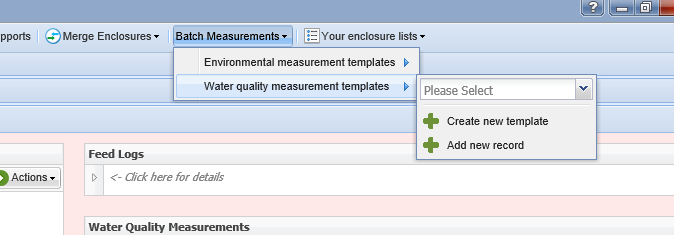 pports Merge Enclosures Batch Measurements Your enclosure lists
Environmental measurement templates
Water quality measurement templates
Please Select
Create new template
Add new record
Actions
Feed Logs
<- Click here for details
Water Quality Measurements